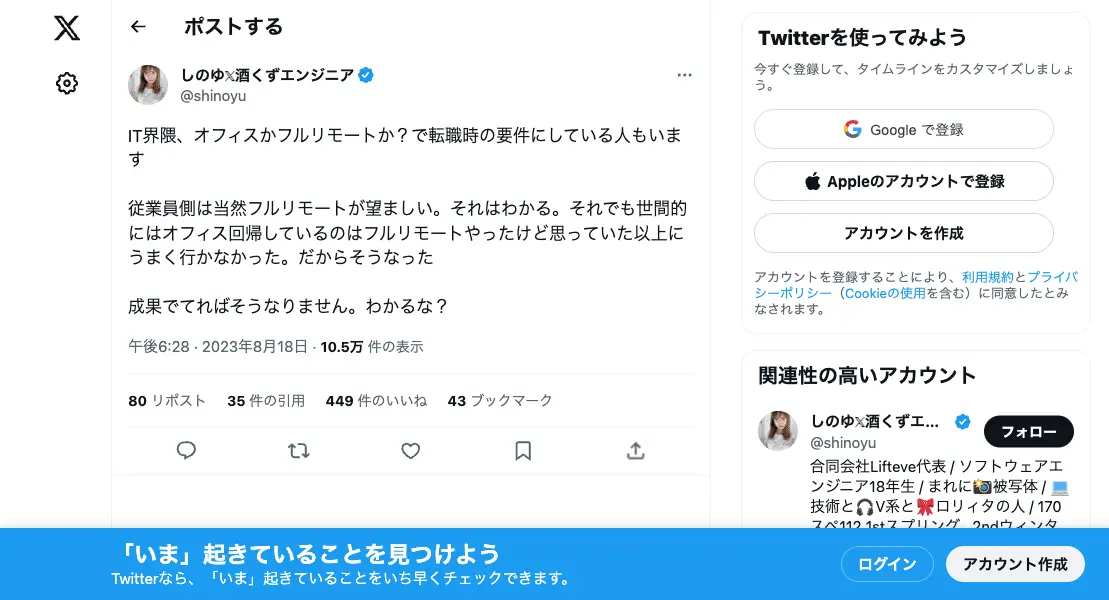 ポストする
しのゆ𝕏酒くずエンジニア
@shinoyu
IT界隈、オフィスかフルリモートか？で転職時の要件にしている人もいま
す
従業員側は当然フルリモートが望ましい。それはわかる。それでも世間的
にはオフィス回帰しているのはフルリモートやったけど思っていた以上に
うまく行かなかった。だからそうなった
成果でてればそうなりません。わかるな？
午後6:28 · 2023年8月18日 · 10.5万 件の表示
80 リポスト 35 件の引用 449 件のいいね 43 ブックマーク
Twitterを使ってみよう
今すぐ登録して、タイムラインをカスタマイズしましょ
う。
Google で登録
Appleのアカウントで登録
アカウントを作成
アカウントを登録することにより、利用規約とプライバ
シーポリシー（Cookieの使用を含む）に同意したとみ
なされます。
関連性の高いアカウント
しのゆ𝕏酒くずエ...
フォロー
@shinoyu
合同会社Lifteve代表 / ソフトウェアエ
ンジニア18年生 / まれに📸被写体 / 💻
技術と🎧V系と🎀ロリィタの人 / 170
スペ112 1stスプリング 2ndウィンタ
「いま」起きていることを見つけよう
Twitterなら、「いま」起きていることをいち早くチェックできます。
ログイン
アカウント作成